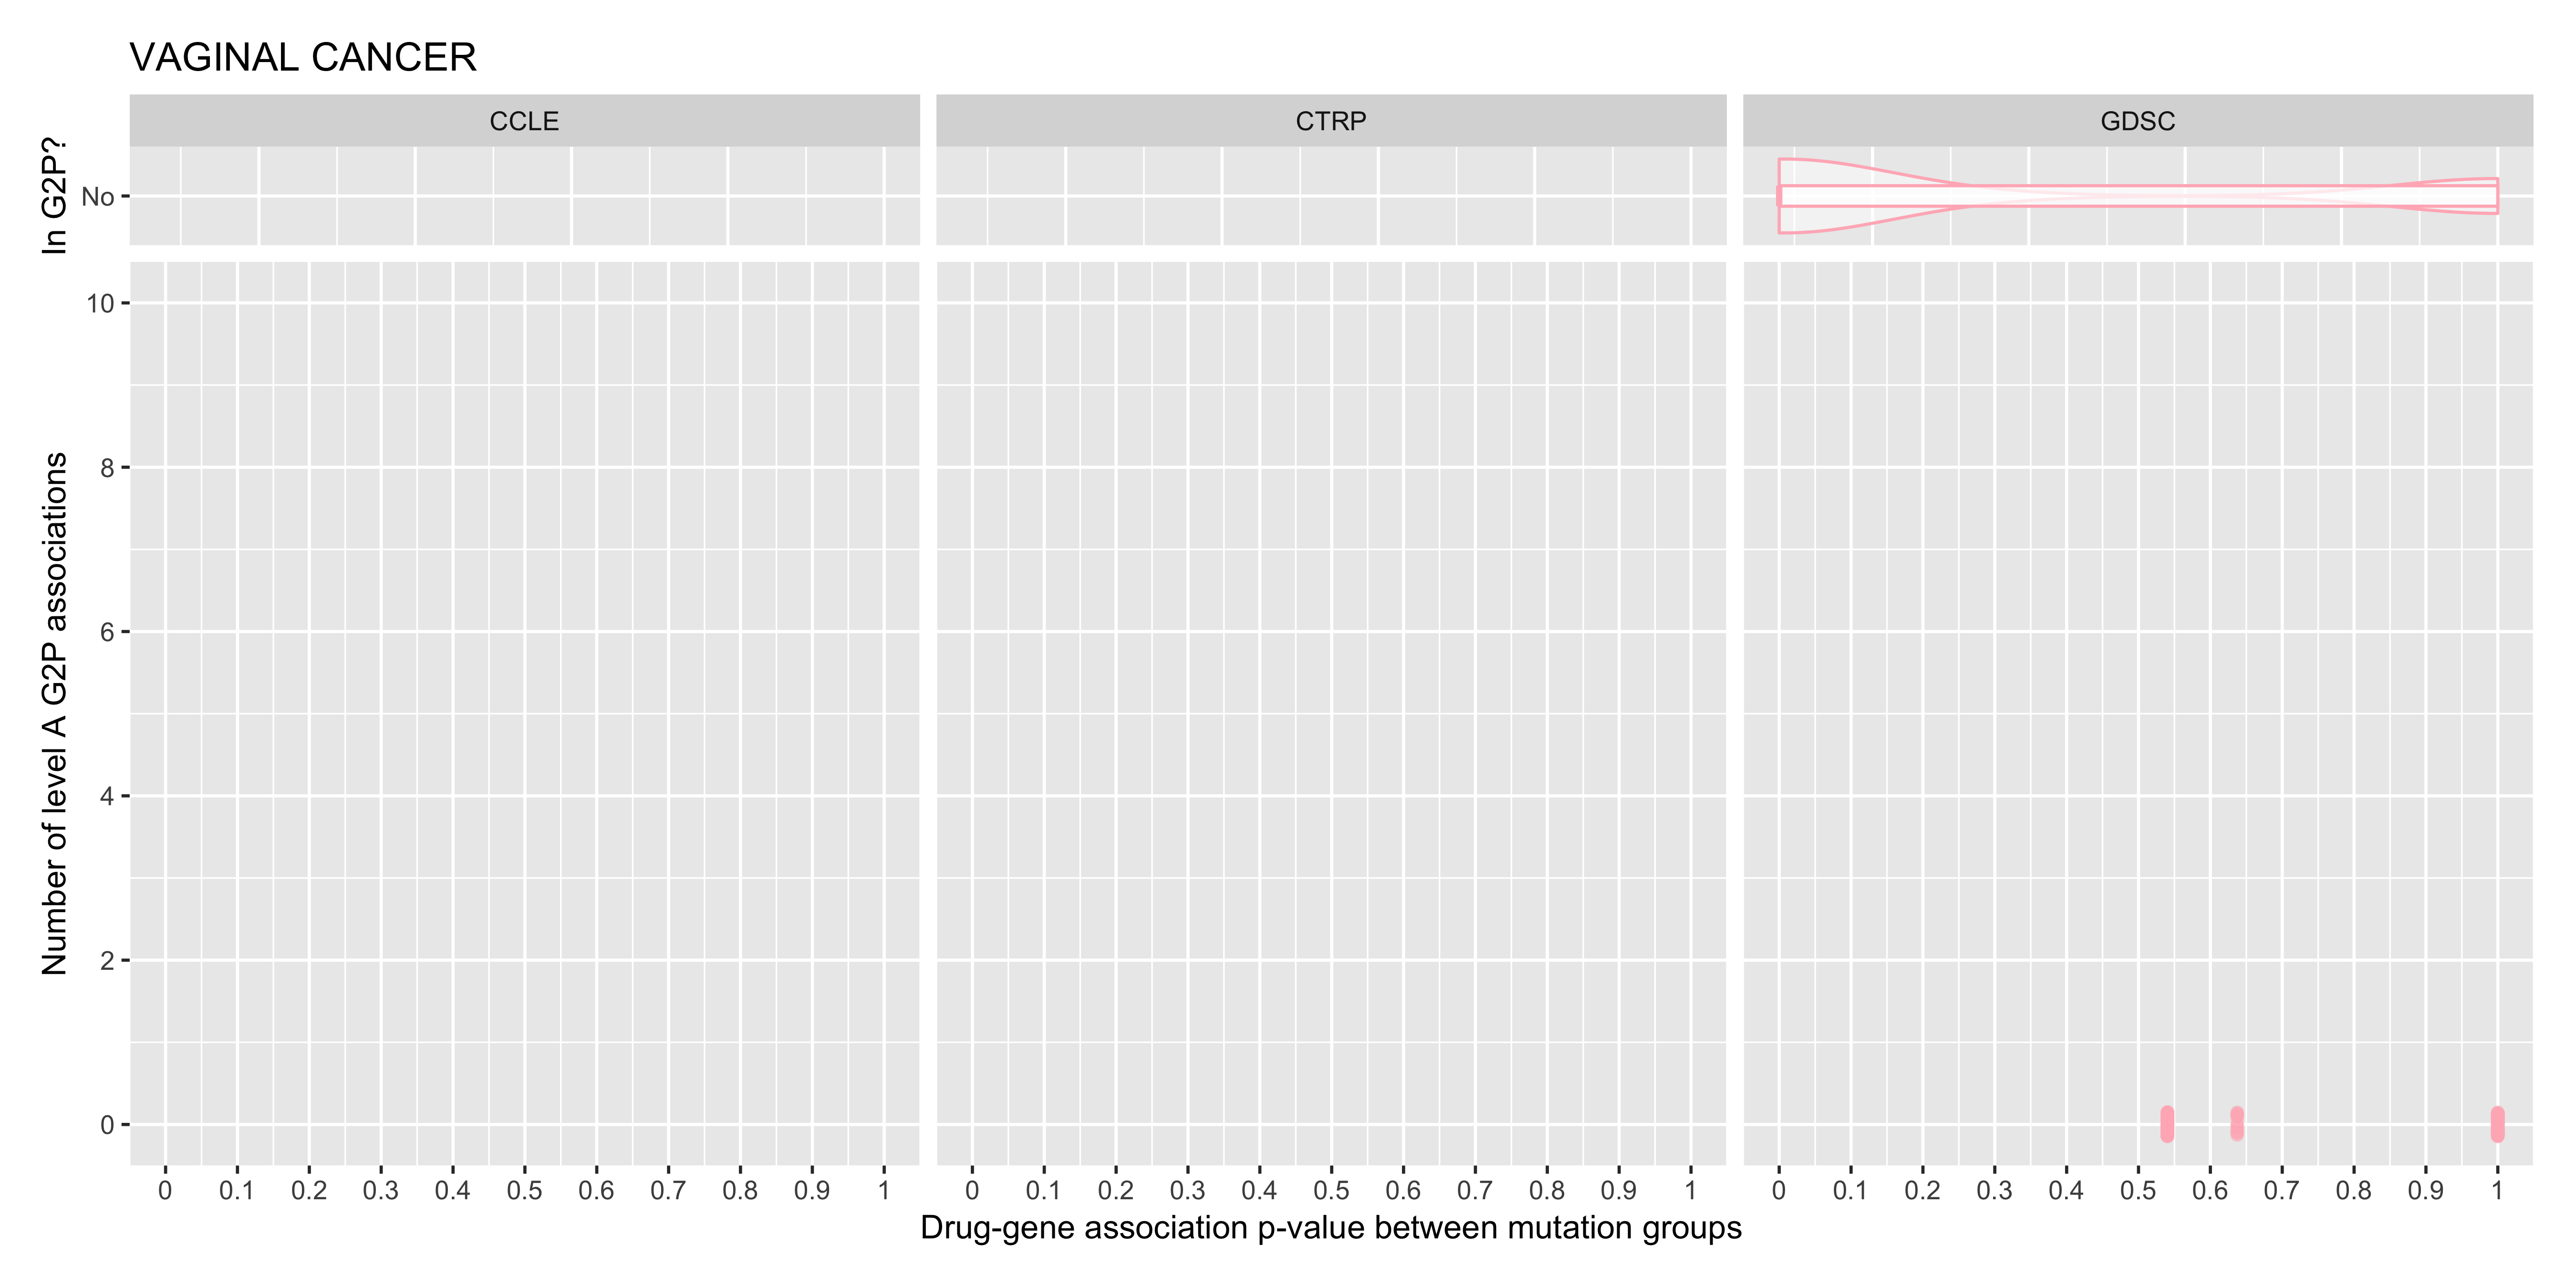 VAGINAL CANCER
CCLE CTRP GDSC
In G2P?
No
Number of level A G2P associations
10
8
6
4
2
0
0 0.1 0.2 0.3 0.4 0.5 0.6 0.7 0.8 0.9 1 0 0.1 0.2 0.3 0.4 0.5 0.6 0.7 0.8 0.9 1 0 0.1 0.2 0.3 0.4 0.5 0.6 0.7 0.8 0.9 1
Drug-gene association p-value between mutation groups